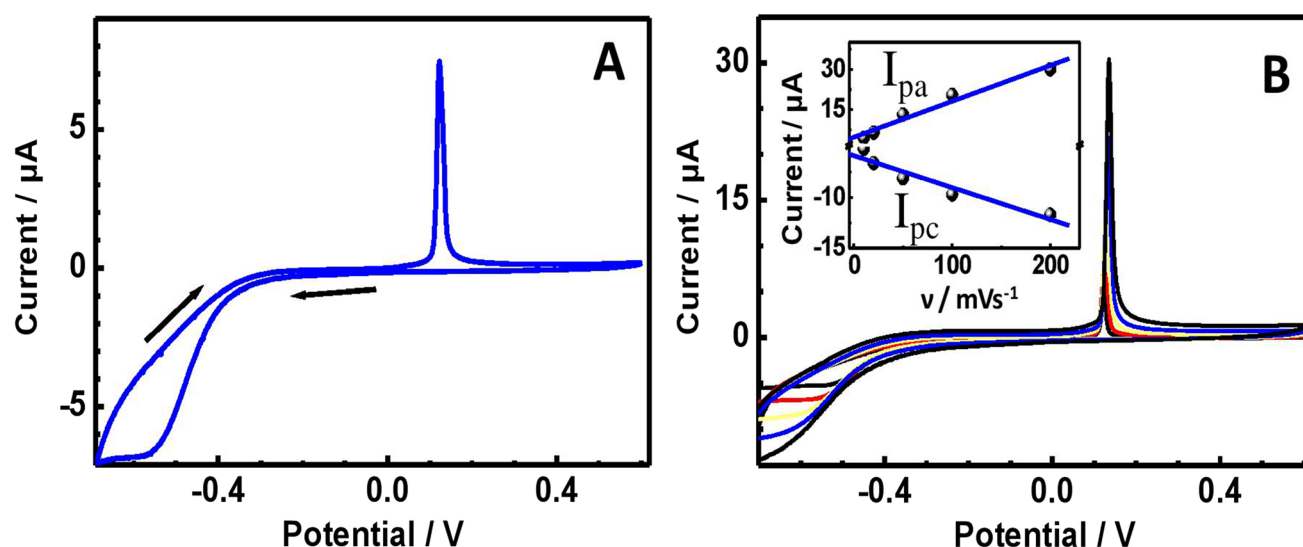 A
5
0
-5
Current / µA
-0.4
0.0
0.4
Potential / V
B
30
15
0
Current / µA
-0.4
0.0
0.4
Potential / V
30
15
-10
-15
Current / µA
Ipa
Ipc
0
100
200
ν / mVs⁻¹